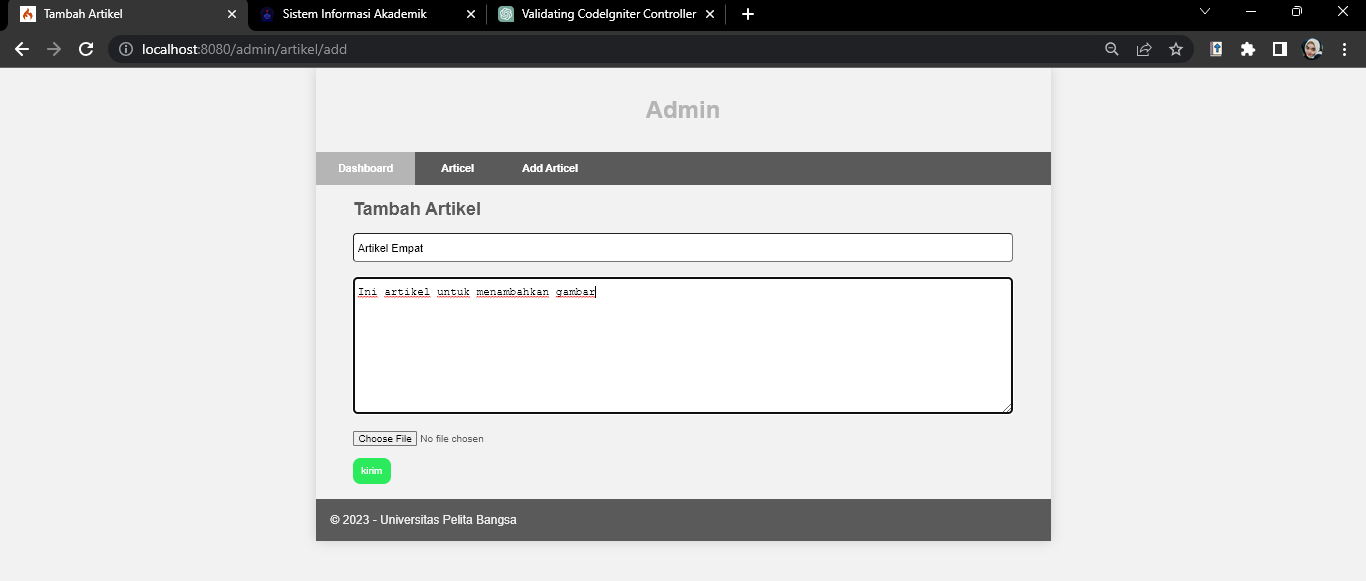 Tambah Artikel
Sistem Informasi Akademik
Validating CodeIgniter Controller
localhost:8080/admin/artikel/add
Admin
Dashboard Articel Add Articel
Tambah Artikel
Artikel Empat
Ini artikel untuk menambahkan gambar
Choose File No file chosen
kirim
© 2023 - Universitas Pelita Bangsa